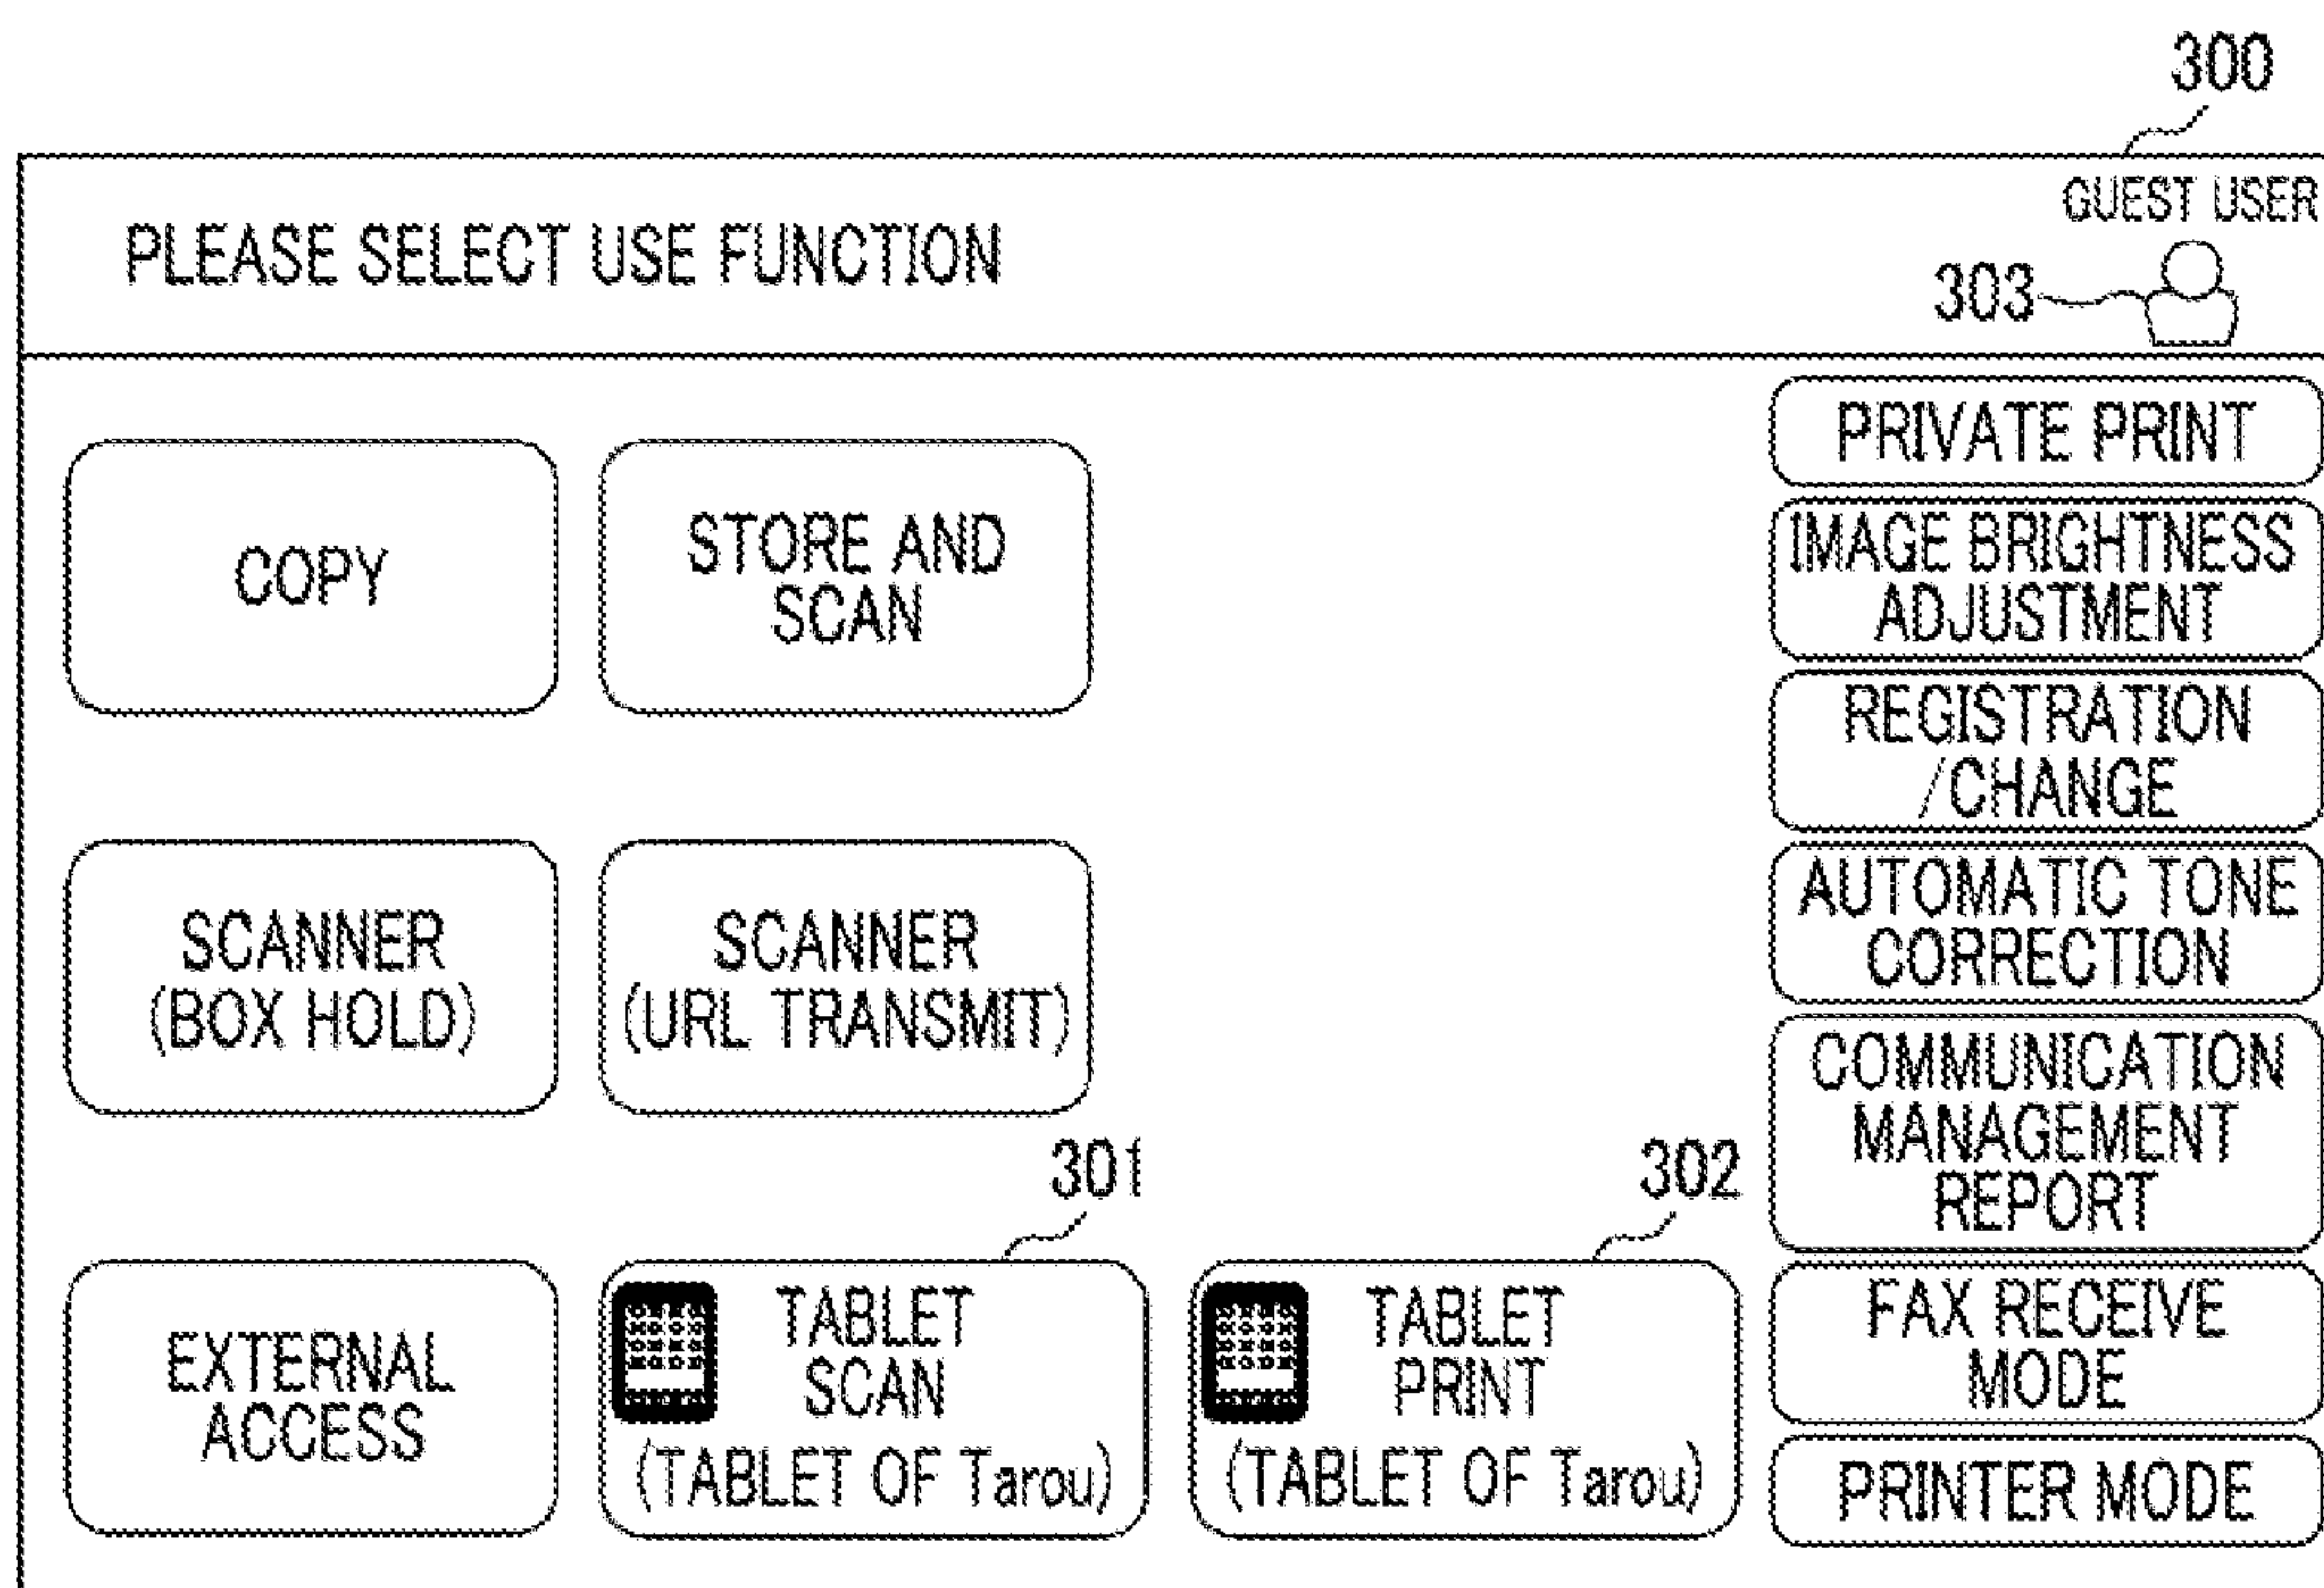 300
GUEST USER
PLEASE SELECT USE FUNCTION
303
COPY
STORE AND
SCAN
SCANNER
(BOX HOLD)
SCANNER
(URL TRANSMIT)
301
302
EXTERNAL
ACCESS
TABLET
SCAN
(TABLET OF Tarou)
TABLET
PRINT
(TABLET OF Tarou)
PRIVATE PRINT
IMAGE BRIGHTNESS
ADJUSTMENT
REGISTRATION
/CHANGE
AUTOMATIC TONE
CORRECTION
COMMUNICATION
MANAGEMENT
REPORT
FAX RECEIVE
MODE
PRINTER MODE